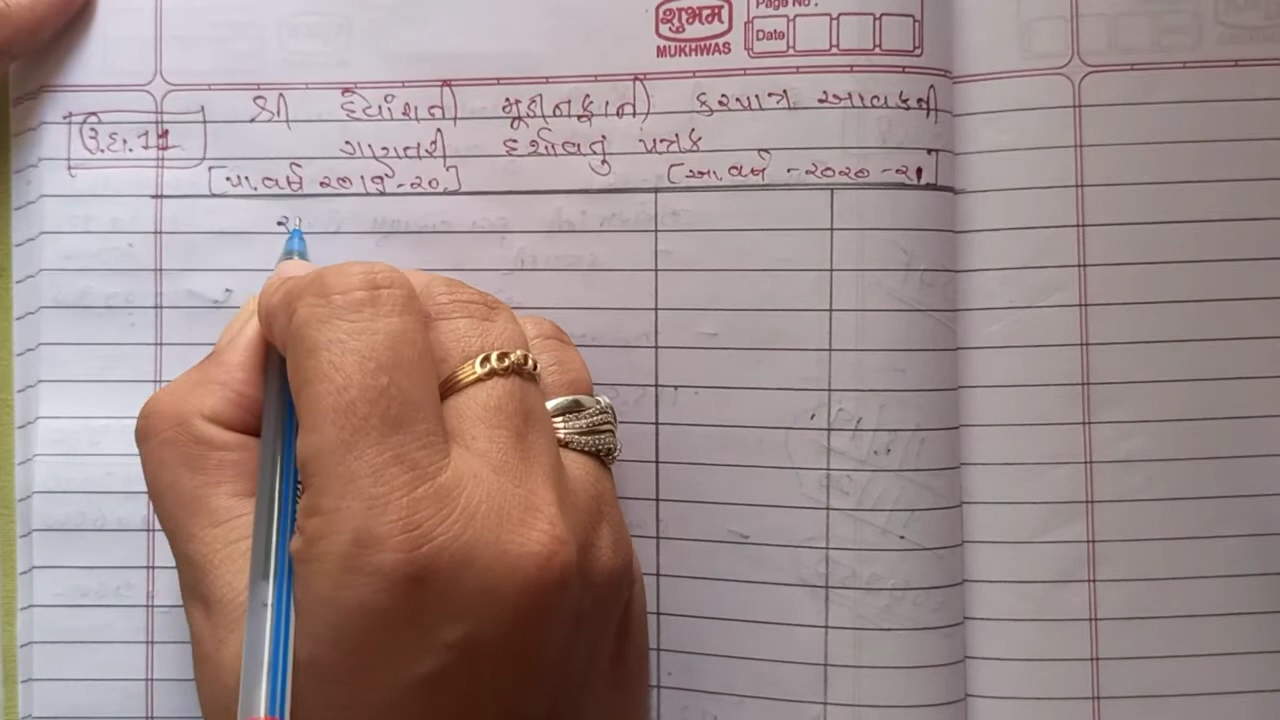 शुभम
MUKHWAS
Page No.
Date
ઉ.દા.11
શ્રી દેવાંશની મૂડીનફાની કરપાત્ર આવકની
ગણતરી દર્શાવતું પત્રક
[પા.વર્ષ ૨૦૧૯-૨૦.]
[આ.વર્ષ -૨૦૨૦-૨૧]